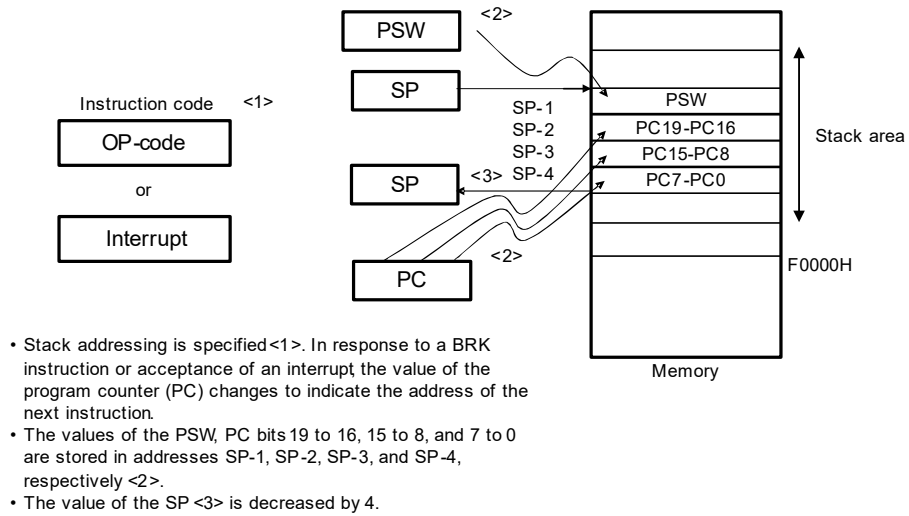 PSW
<2>
SP
Instruction code <1>
OP-code
or
Interrupt
SP-1
SP-2
SP-3
SP-4
SP
<3>
<2>
PC
PSW
PC19-PC16
PC15-PC8
PC7-PC0
Stack area
F0000H
Memory
• Stack addressing is specified <1>. In response to a BRK
instruction or acceptance of an interrupt, the value of the
program counter (PC) changes to indicate the address of the
next instruction.
• The values of the PSW, PC bits 19 to 16, 15 to 8, and 7 to 0
are stored in addresses SP-1, SP-2, SP-3, and SP-4,
respectively <2>.
• The value of the SP <3> is decreased by 4.